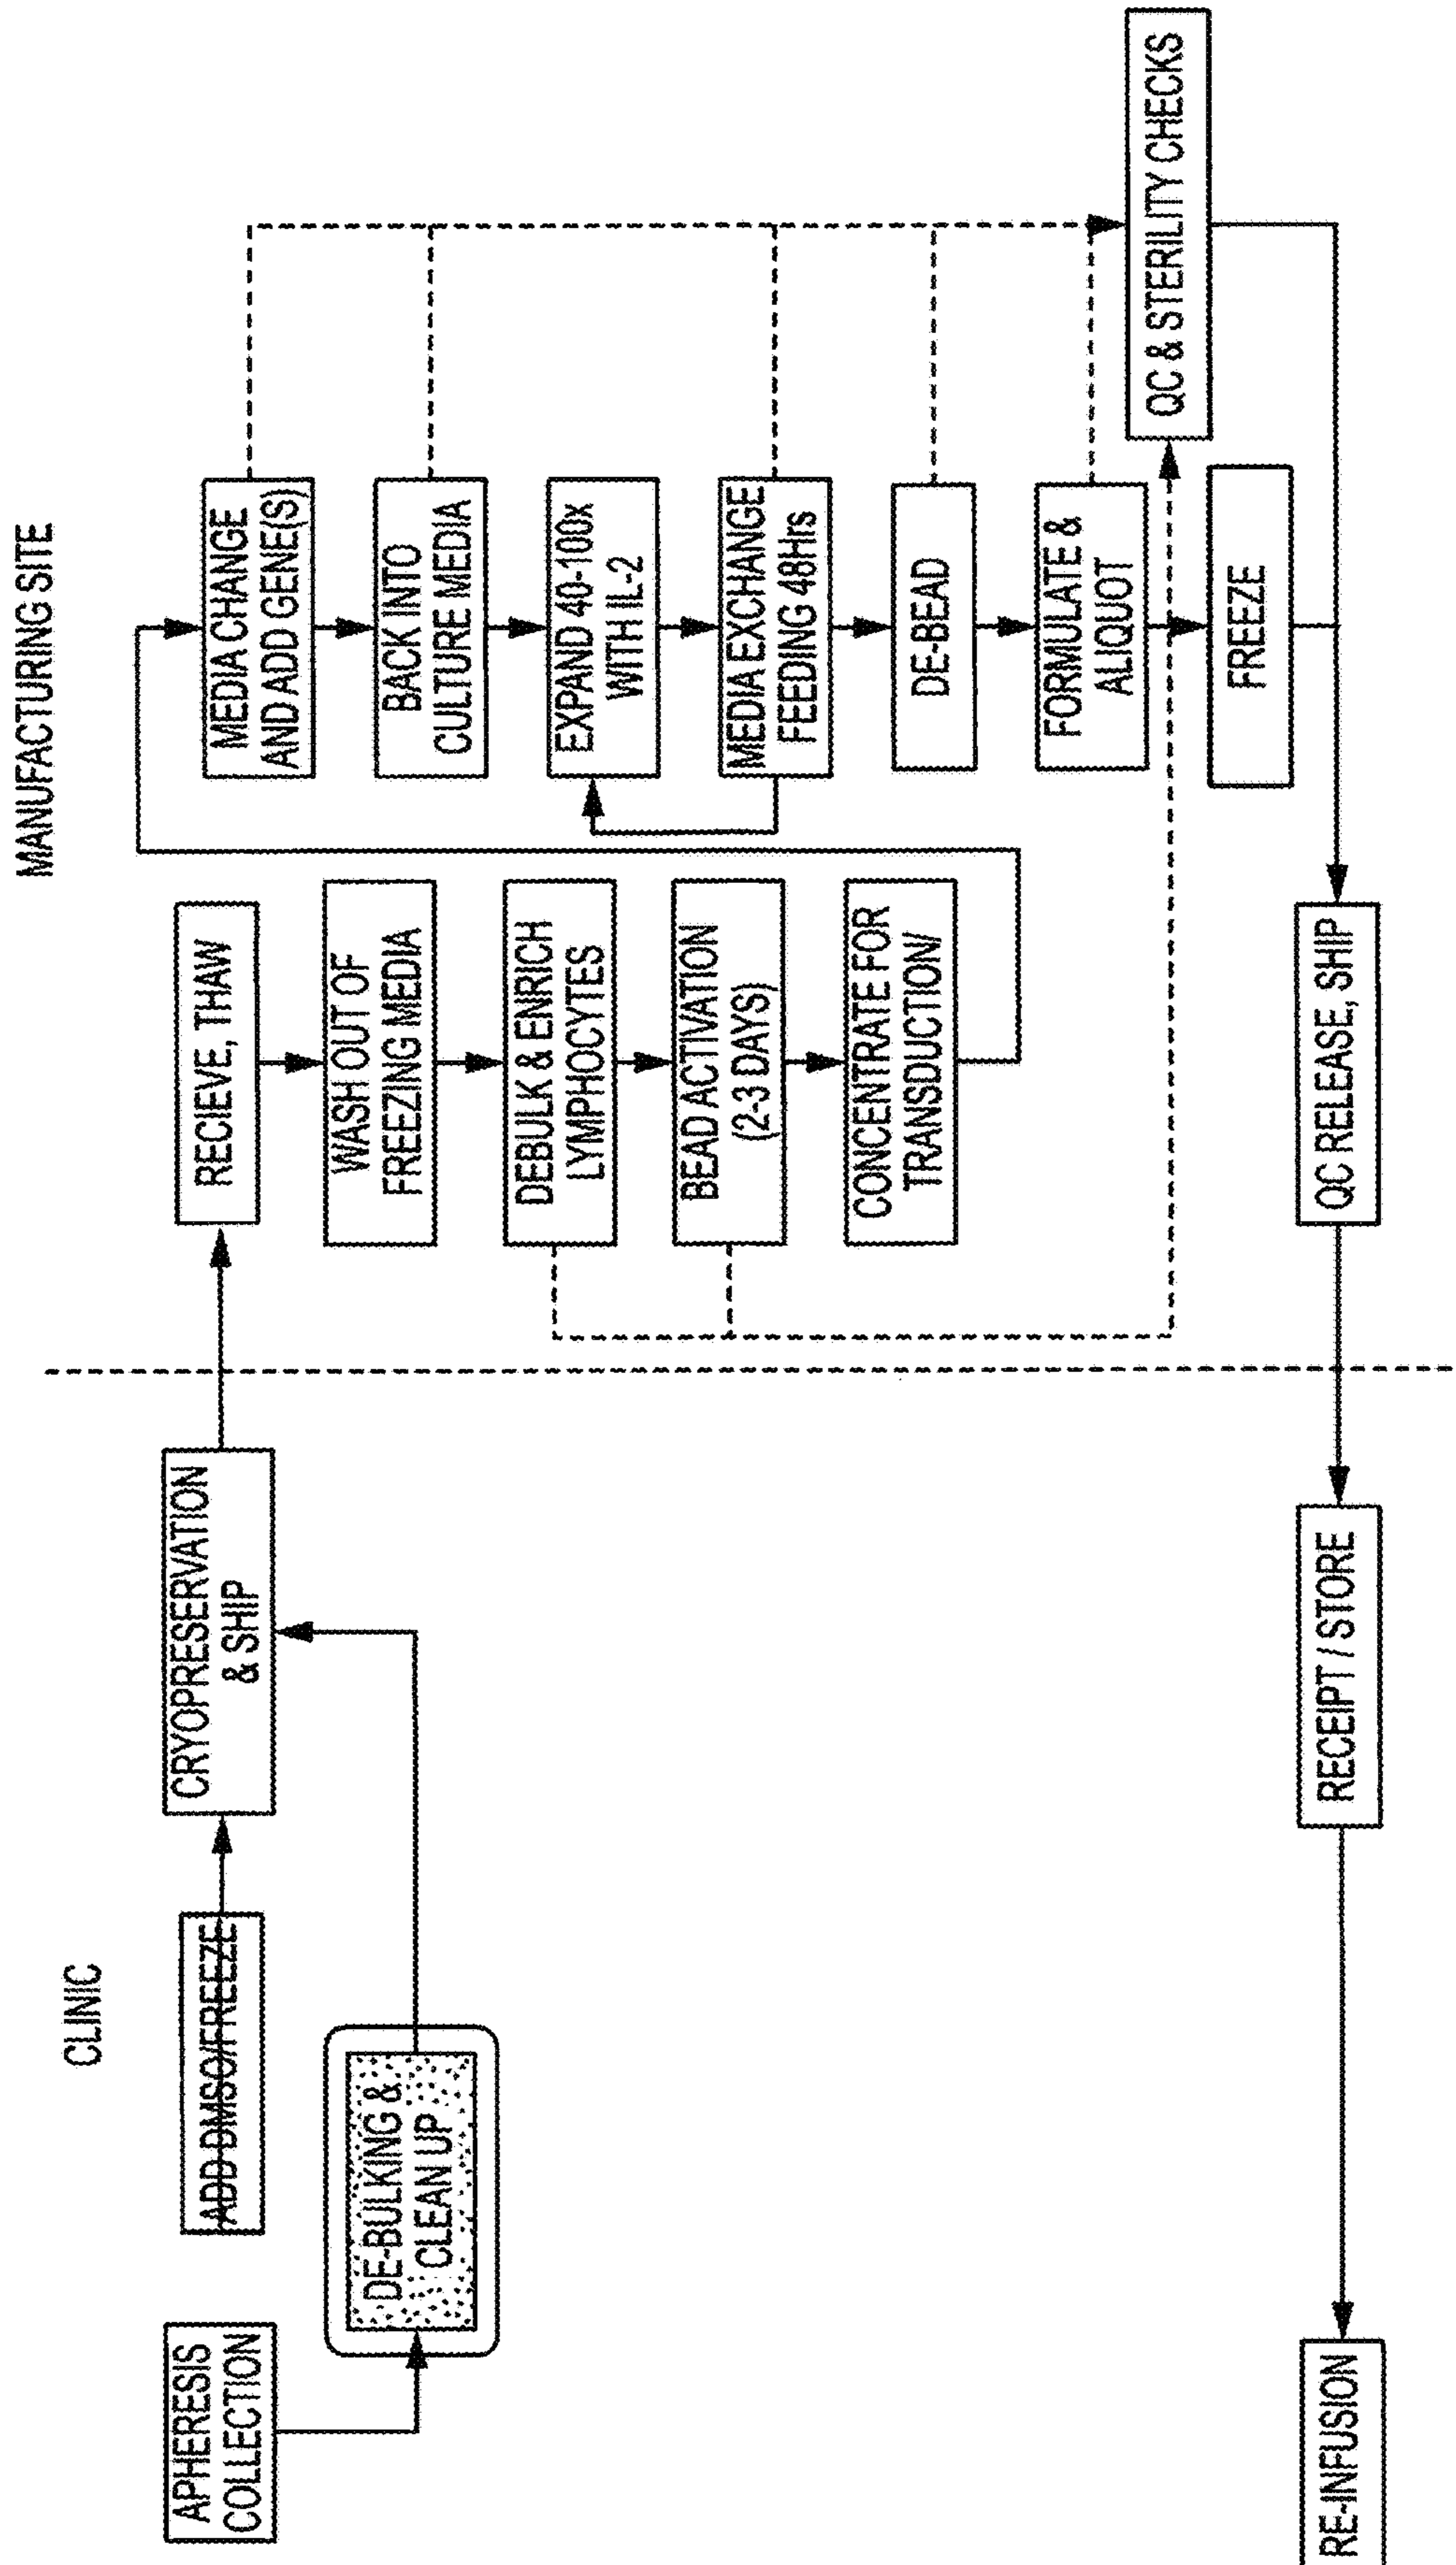 CLINIC
MANUFACTURING SITE
APHERESIS
COLLECTION
ADD DMSO/FREEZE
DE-BULKING &
CLEAN UP
CRYOPRESERVATION
& SHIP
RECIEVE, THAW
WASH OUT OF
FREEZING MEDIA
DEBULK & ENRICH
LYMPHOCYTES
BEAD ACTIVATION
(2-3 DAYS)
CONCENTRATE FOR
TRANSDUCTION/
MEDIA CHANGE
AND ADD GENE(S)
BACK INTO
CULTURE MEDIA
EXPAND 40-100x
WITH IL-2
MEDIA EXCHANGE
FEEDING 48Hrs
DE-BEAD
FORMULATE &
ALIQUOT
FREEZE
QC & STERILITY CHECKS
QC RELEASE, SHIP
RECEIPT / STORE
RE-INFUSION